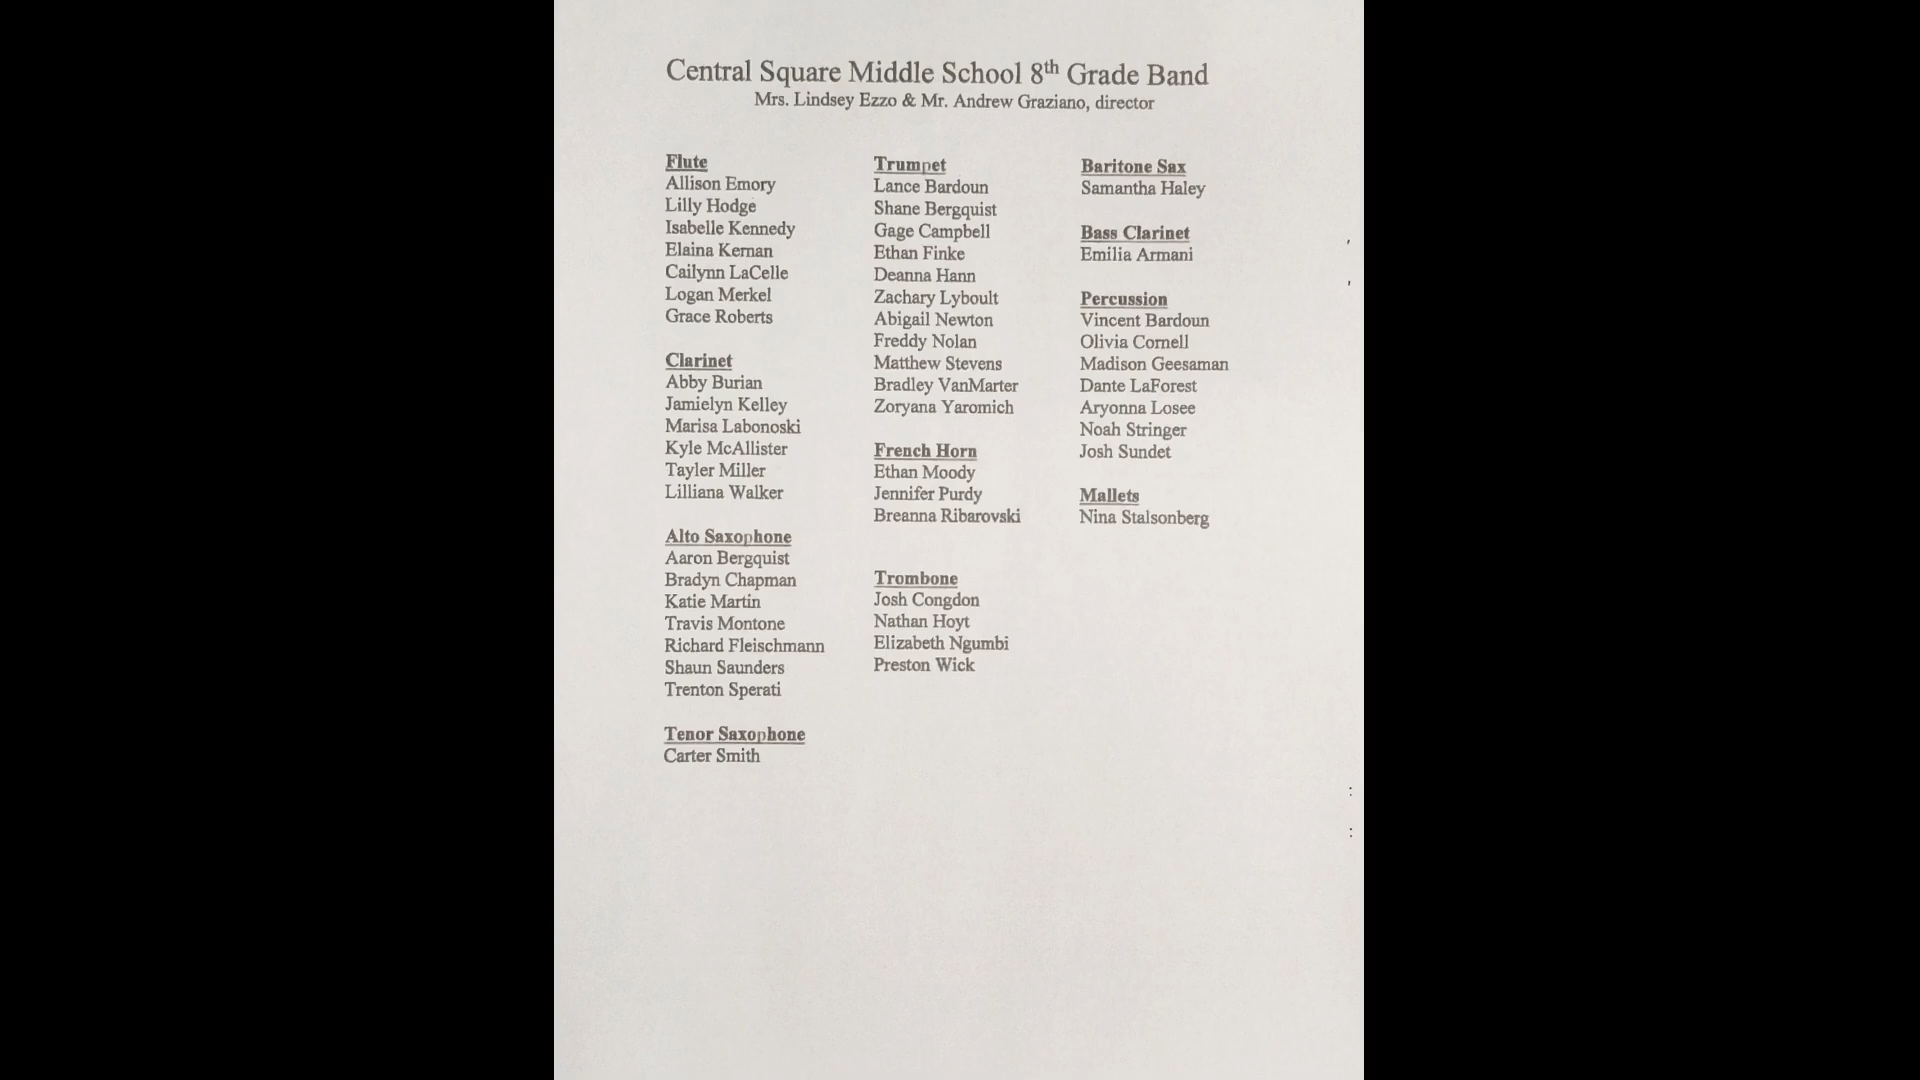 Central Square Middle School 8th Grade Band
Mrs. Lindsey Ezzo & Mr. Andrew Graziano, director
Flute
Allison Emory
Lilly Hodge
Isabelle Kennedy
Elaina Kernan
Cailynn LaCelle
Logan Merkel
Grace Roberts
Clarinet
Abby Burian
Jamielyn Kelley
Marisa Labonoski
Kyle McAllister
Tayler Miller
Lilliana Walker
Alto Saxophone
Aaron Bergquist
Bradyn Chapman
Katie Martin
Travis Montone
Richard Fleischmann
Shaun Saunders
Trenton Sperati
Tenor Saxophone
Carter Smith
Trumpet
Lance Bardoun
Shane Bergquist
Gage Campbell
Ethan Finke
Deanna Hann
Zachary Lyboult
Abigail Newton
Freddy Nolan
Matthew Stevens
Bradley VanMarter
Zoryana Yaromich
French Horn
Ethan Moody
Jennifer Purdy
Breanna Ribarovski
Trombone
Josh Congdon
Nathan Hoyt
Elizabeth Ngumbi
Preston Wick
Baritone Sax
Samantha Haley
Bass Clarinet
Emilia Armani
Percussion
Vincent Bardoun
Olivia Cornell
Madison Geesaman
Dante LaForest
Aryonna Losee
Noah Stringer
Josh Sundet
Mallets
Nina Stalsonberg